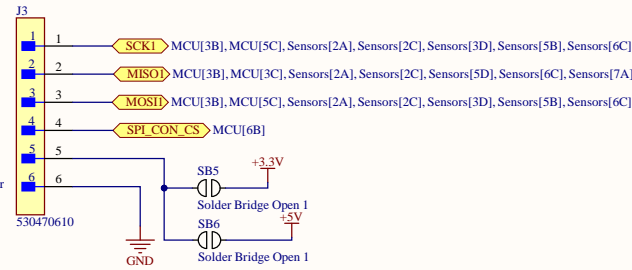 J3
1 1 SCK1 MCU[3B], MCU[5C], Sensors[2A], Sensors[2C], Sensors[3D], Sensors[5B], Sensors[6C]
2 2 MISO1 MCU[3B], MCU[3C], Sensors[2A], Sensors[2C], Sensors[5D], Sensors[6C], Sensors[7A]
3 3 MOSI1 MCU[3B], MCU[5C], Sensors[2A], Sensors[2C], Sensors[3D], Sensors[5B], Sensors[6C]
4 4 SPI_CON_CS MCU[6B]
5 5
+3.3V
SB5
6 6
r
Solder Bridge Open 1
530470610
+5V
SB6
Solder Bridge Open 1
GND